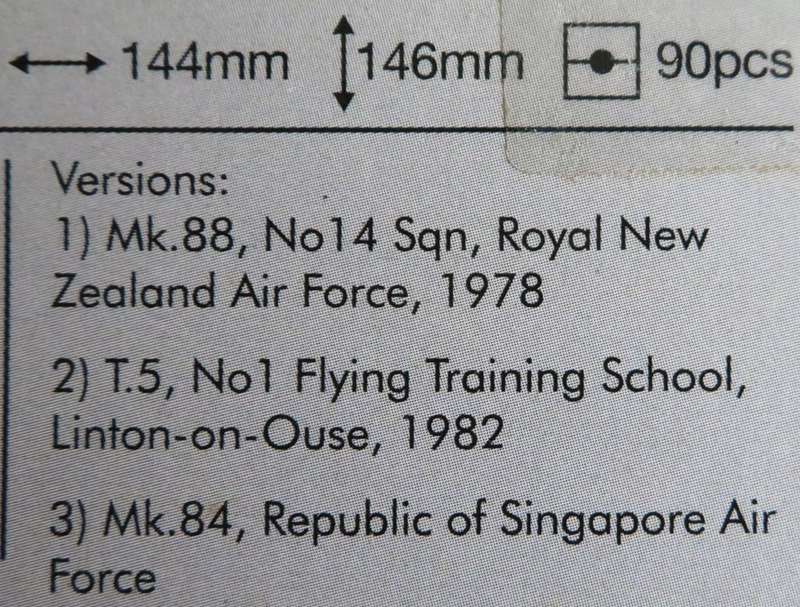 144mm 146mm 90pcs
Versions:
1) Mk.88, No14 Sqn, Royal New
Zealand Air Force, 1978
2) T.5, No1 Flying Training School,
Linton-on-Ouse, 1982
3) Mk.84, Republic of Singapore Air
Force